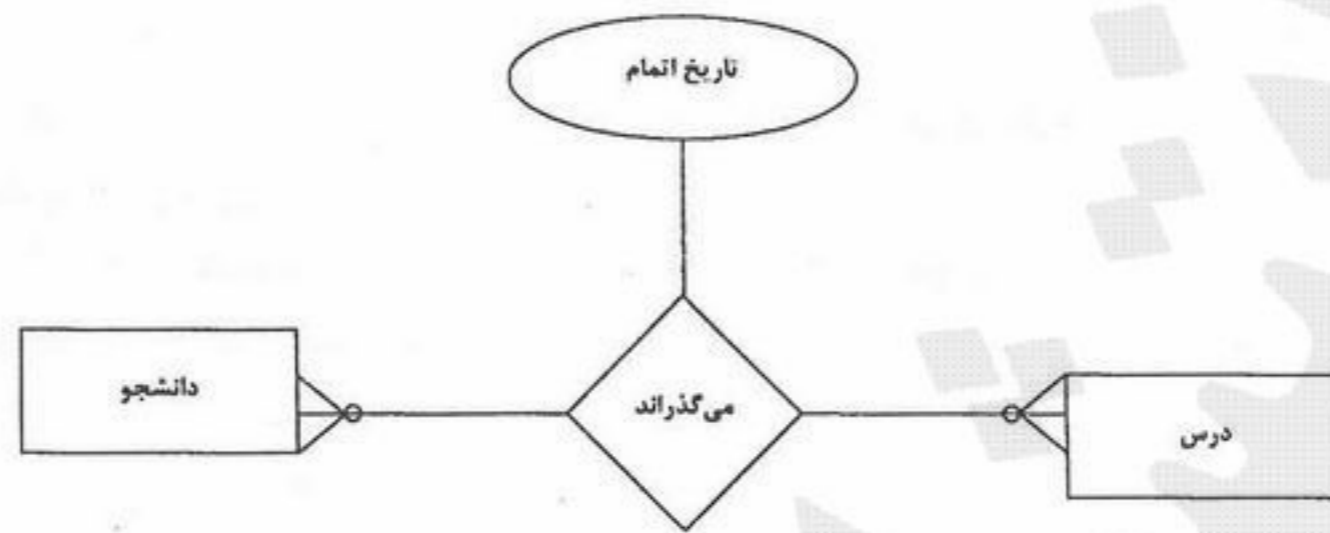 تاریخ اتمام
دانشجو
می‌گذراند
درس